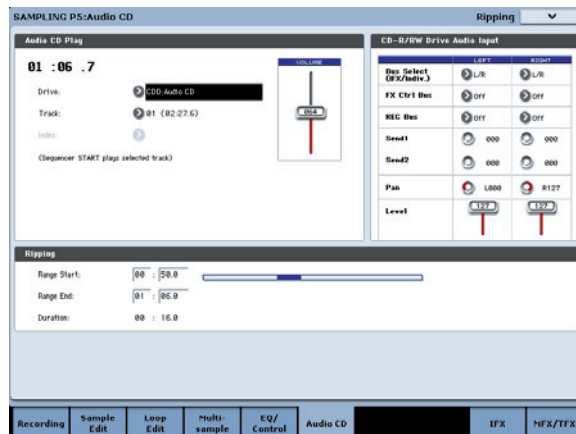 SAMPLING P5:Audio CD
Ripping
Audio CD Play
01 :06 .7
Drive: CDD:Audio CD
Track: 01 (02:27.6)
Index:
(Sequencer START plays selected track)
VOLUME
064
CD-R/RW Drive Audio Input
LEFT RIGHT
Bus Select (IFX/Indiv.) L/R L/R
FX Ctrl Bus Off Off
REC Bus Off Off
Send1 000 000
Send2 000 000
Pan L000 R127
Level 127 127
Ripping
Range Start: 00 : 50.0
Range End: 01 : 06.0
Duration: 00 : 16.0
Recording
Sample Edit
Loop Edit
Multi-sample
EQ/Control
Audio CD
IFX
MFX/TFX